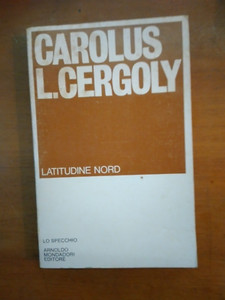 CAROLUS
L.CERGOLY
LATITUDINE NORD
LO SPECCHIO
ARNOLDO
MONDADORI
EDITORE